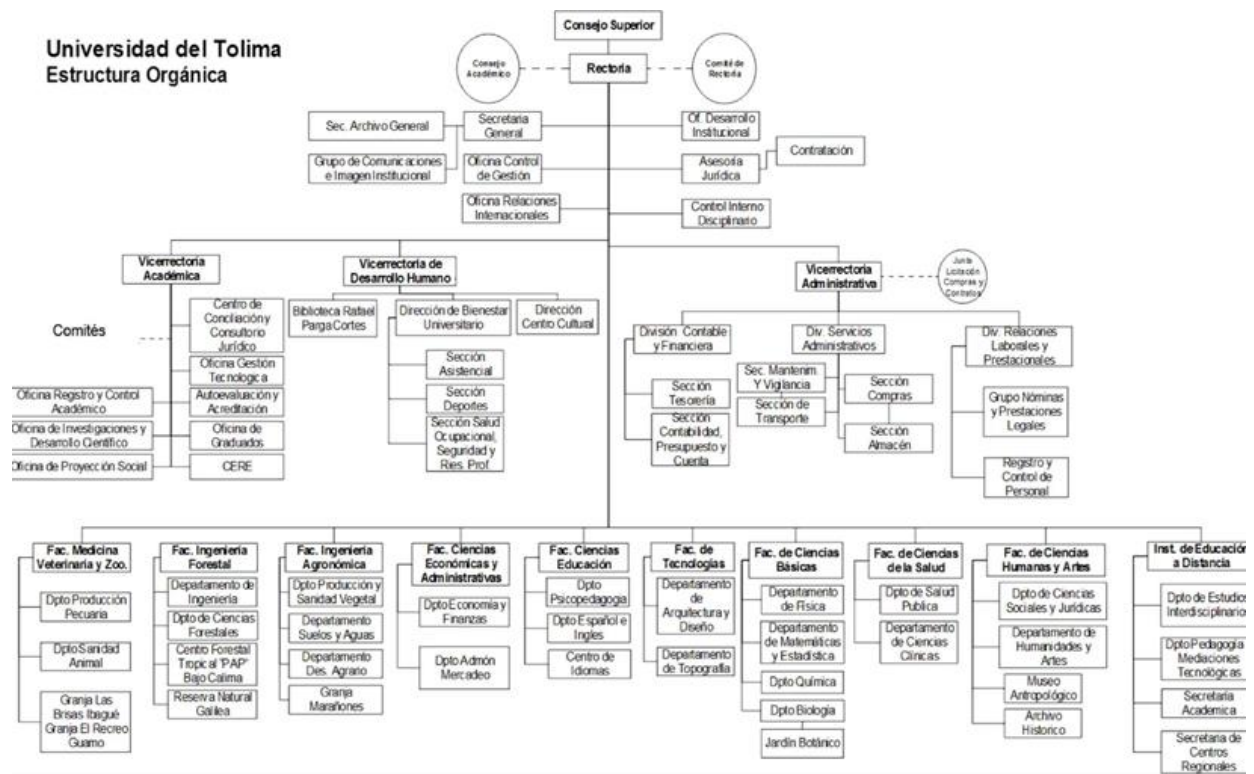 Universidad del Tolima
Estructura Orgánica
Consejo Superior
Consejo
Académico
Rectoría
Comité de
Rectoría
Sec. Archivo General
Secretaria
General
Of. Desarrollo
Institucional
Grupo de Comunicaciones
e Imagen Institucional
Oficina Control
de Gestión
Asesoría
Jurídica
Contratación
Oficina Relaciones
Internacionales
Control Interno
Disciplinario
Vicerrectoría
Académica
Vicerrectoría de
Desarrollo Humano
Vicerrectoría
Administrativa
Junta
Licitación
Compras y
Contratos
Comités
Centro de
Conciliación y
Consultorio
Jurídico
Oficina Gestión
Tecnologica
Oficina Registro y Control
Académico
Autoevaluación y
Acreditación
Oficina de Investigaciones y
Desarrollo Científico
Oficina de
Graduados
Oficina de Proyección Social
CERE
Biblioteca Rafael
Parga Cortes
Dirección de Bienestar
Universitario
Dirección
Centro Cultural
Sección
Asistencial
Sección
Deportes
Sección Salud
Ocupacional,
Seguridad y
Ries. Prof.
División Contable
y Financiera
Div. Servicios
Administrativos
Div. Relaciones
Laborales y
Prestacionales
Sección
Tesorería
Sección
Contabilidad,
Presupuesto y
Cuenta
Sec. Mantenim.
Y Vigilancia
Sección de
Transporte
Sección
Compras
Sección
Almacén
Grupo Nóminas
y Prestaciones
Legales
Registro y
Control de
Personal
Fac. Medicina
Veterinaria y Zoo.
Dpto Producción
Pecuaria
Dpto Sanidad
Animal
Granja Las
Brisas Ibagué
Granja El Recreo
Guamo
Fac. Ingeniería
Forestal
Departamento de
Ingeniería
Dpto de Ciencias
Forestales
Centro Forestal
Tropical "PAP"
Bajo Calima
Reserva Natural
Galilea
Fac. Ingeniería
Agronómica
Dpto Producción y
Sanidad Vegetal
Departamento
Suelos y Aguas
Departamento
Des. Agrario
Granja
Marañones
Fac. Ciencias
Económicas y
Administrativas
Dpto Economía y
Finanzas
Dpto Admón
Mercadeo
Fac. Ciencias
Educación
Dpto
Psicopedagogía
Dpto Español e
Ingles
Centro de
Idiomas
Fac. de
Tecnologías
Departamento
de
Arquitectura y
Diseño
Departamento
de Topografía
Fac. de Ciencias
Básicas
Departamento
de Física
Departamento
de Matemáticas
y Estadística
Dpto Química
Dpto Biología
Jardín Botánico
Fac. de Ciencias
de la Salud
Dpto de Salud
Publica
Departamento
de Ciencias
Clínicas
Fac. de Ciencias
Humanas y Artes
Dpto de Ciencias
Sociales y Jurídicas
Departamento de
Humanidades y
Artes
Museo
Antropológico
Archivo
Historico
Inst. de Educación
a Distancia
Dpto de Estudios
Interdisciplinarios
Dpto Pedagogía
Mediaciones
Tecnológicas
Secretaria
Academica
Secretaria de
Centros
Regionales